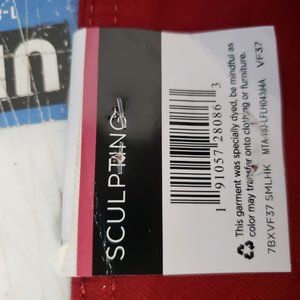 SCULPTING
1 91057 28086 3
This garment was specially dyed, be mindful as
color may transfer onto clothing or furniture.
VF37
7BXVF37 SMLHK